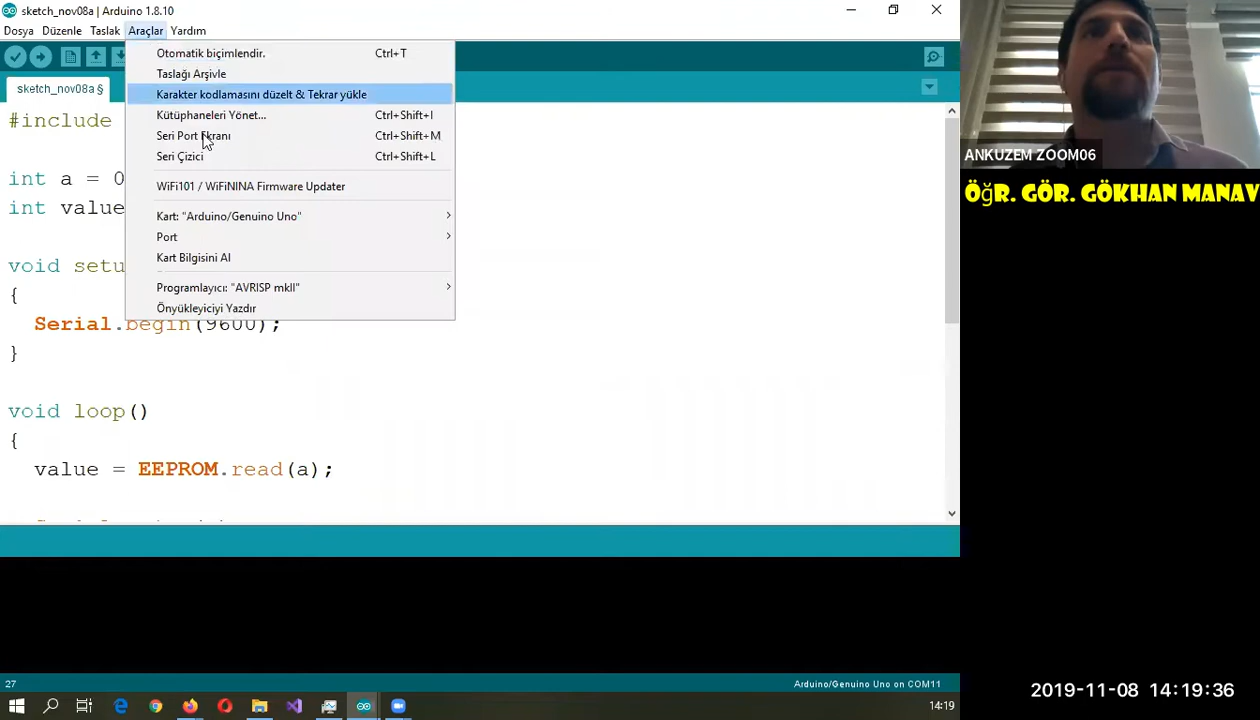 sketch_nov08a | Arduino 1.8.10
Dosya Düzenle Taslak Araçlar Yardım
Otomatik biçimlendir. Ctrl+T
Taslağı Arşivle
Karakter kodlamasını düzelt & Tekrar yükle
Kütüphaneleri Yönet... Ctrl+Shift+I
Seri Port Ekranı Ctrl+Shift+M
Seri Çizici Ctrl+Shift+L
WiFi101 / WiFiNINA Firmware Updater
Kart: "Arduino/Genuino Uno"
Port
Kart Bilgisini Al
Programlayıcı: "AVRISP mkII"
Önyükleyiciyi Yazdır
sketch_nov08a §
#include
int a = 0
int value
void setu
{
Serial.begin(9600);
}
void loop()
{
value = EEPROM.read(a);
27
Arduino/Genuino Uno on COM11
14:19
ANKUZEM ZOOM06
ÖĞR. GÖR. GÖKHAN MANAV
2019-11-08 14:19:36